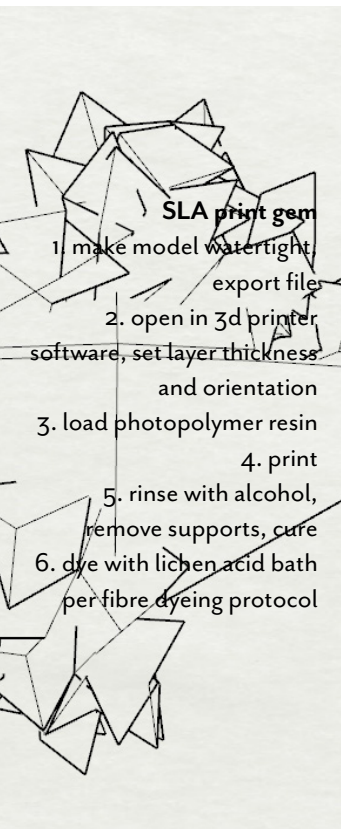 SLA print gem
1. make model watertight,
export file
2. open in 3d printer
software, set layer thickness
and orientation
3. load photopolymer resin
4. print
5. rinse with alcohol,
remove supports, cure
6. dye with lichen acid bath
per fibre dyeing protocol